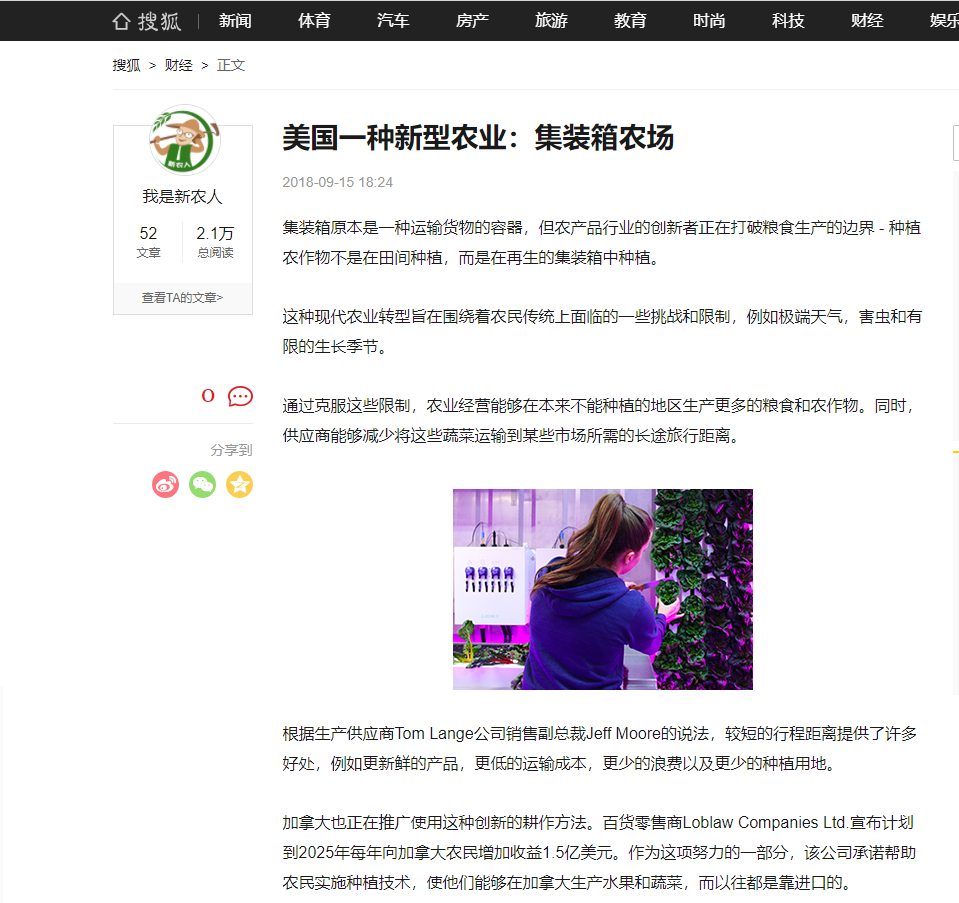 搜狐 新闻 体育 汽车 房产 旅游 教育 时尚 科技 财经 娱乐
搜狐 > 财经 > 正文
新农人
我是新农人
52 2.1万
文章 总阅读
查看TA的文章>
0
分享到
美国一种新型农业：集装箱农场
2018-09-15 18:24
集装箱原本是一种运输货物的容器，但农产品行业的创新者正在打破粮食生产的边界 - 种植
农作物不是在田间种植，而是在再生的集装箱中种植。
这种现代农业转型旨在围绕着农民传统上面临的一些挑战和限制，例如极端天气，害虫和有
限的生长季节。
通过克服这些限制，农业经营能够在本来不能种植的地区生产更多的粮食和农作物。同时，
供应商能够减少将这些蔬菜运输到某些市场所需的长途旅行距离。
根据生产供应商Tom Lange公司销售副总裁Jeff Moore的说法，较短的行程距离提供了许多
好处，例如更新鲜的产品，更低的运输成本，更少的浪费以及更少的种植用地。
加拿大也正在推广使用这种创新的耕作方法。百货零售商Loblaw Companies Ltd.宣布计划
到2025年每年向加拿大农民增加收益1.5亿美元。作为这项努力的一部分，该公司承诺帮助
农民实施种植技术，使他们能够在加拿大生产水果和蔬菜，而以往都是靠进口的。